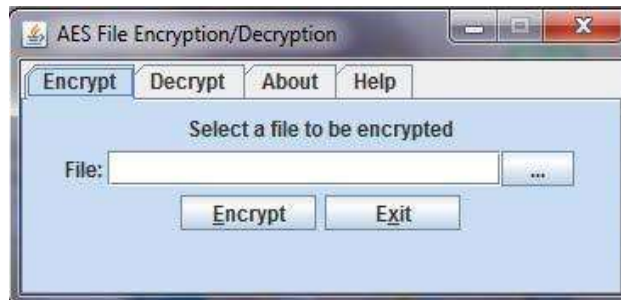 AES File Encryption/Decryption
Encrypt Decrypt About Help
Select a file to be encrypted
File: ...
Encrypt Exit